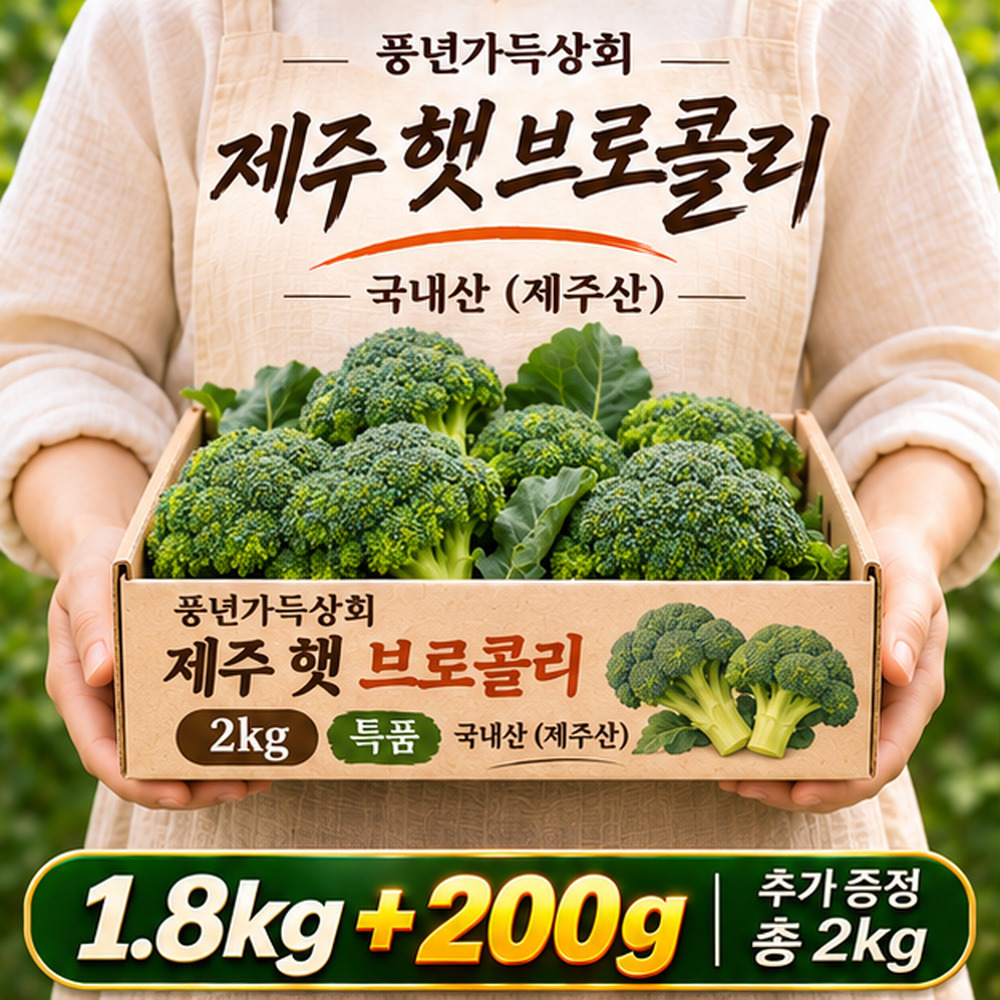 풍년가득상회
제주 햇 브로콜리
국내산 (제주산)
풍년가득상회
제주 햇 브로콜리
2kg 특품 국내산 (제주산)
1.8kg + 200g
추가 증정
총 2kg